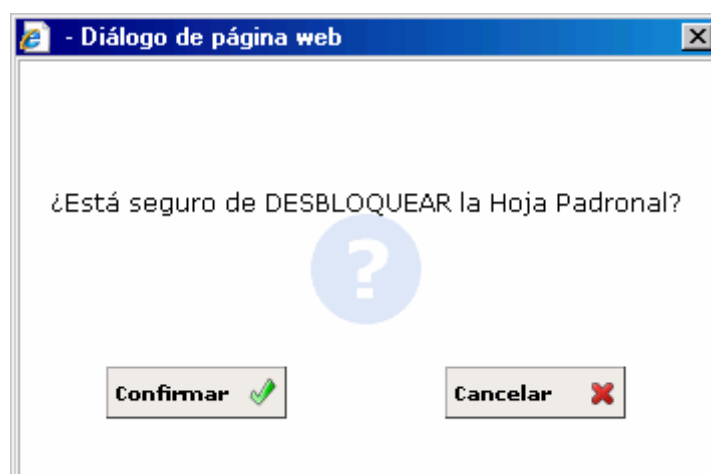 - Diálogo de página web
¿Está seguro de DESBLOQUEAR la Hoja Padronal?
?
Confirmar
Cancelar